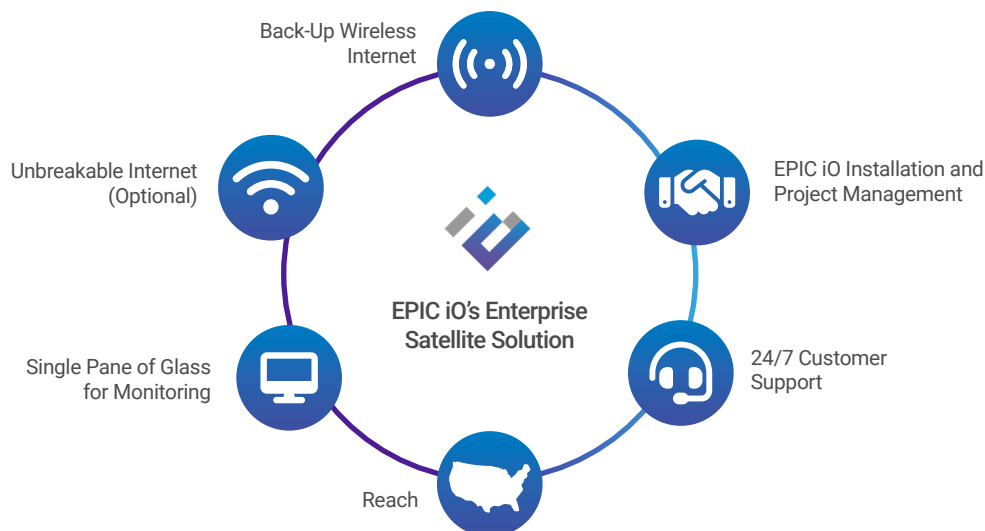 Back-Up Wireless
Internet
EPIC iO Installation and
Project Management
24/7 Customer
Support
Reach
Single Pane of Glass
for Monitoring
Unbreakable Internet
(Optional)
EPIC iO’s Enterprise
Satellite Solution